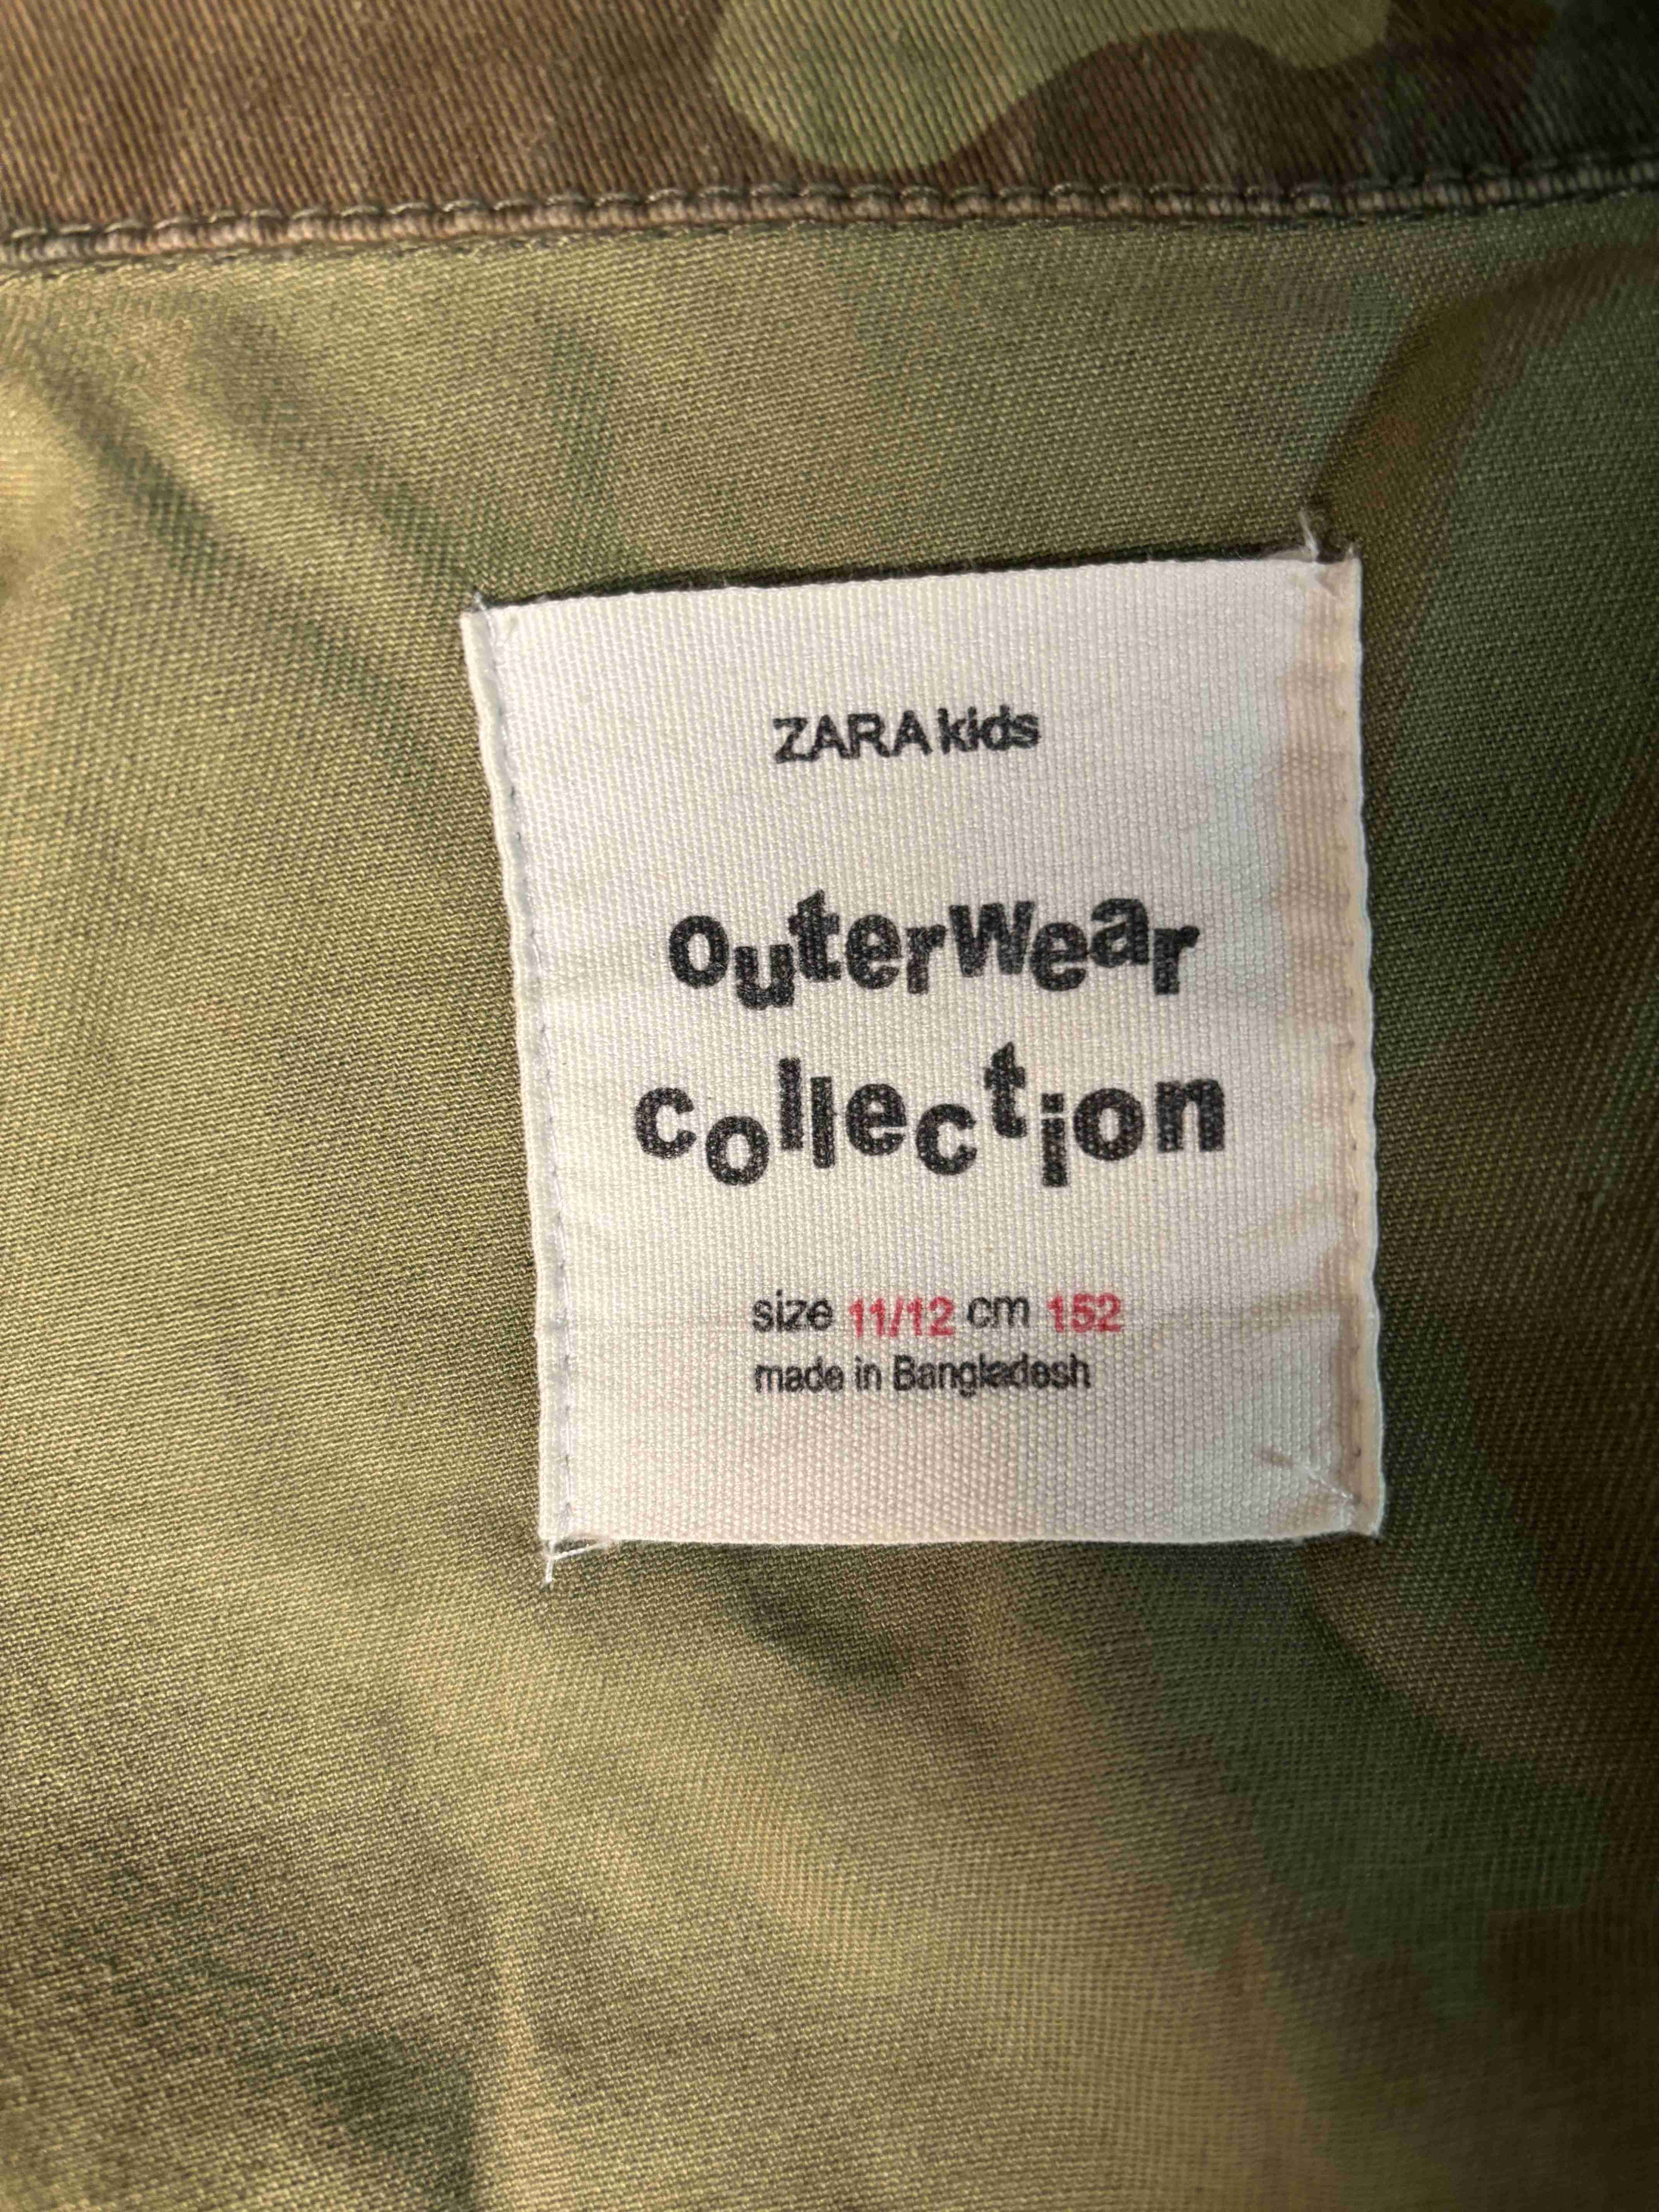 ZARA kids
outerwear
collection
size 11/12 cm 152
made in Bangladesh